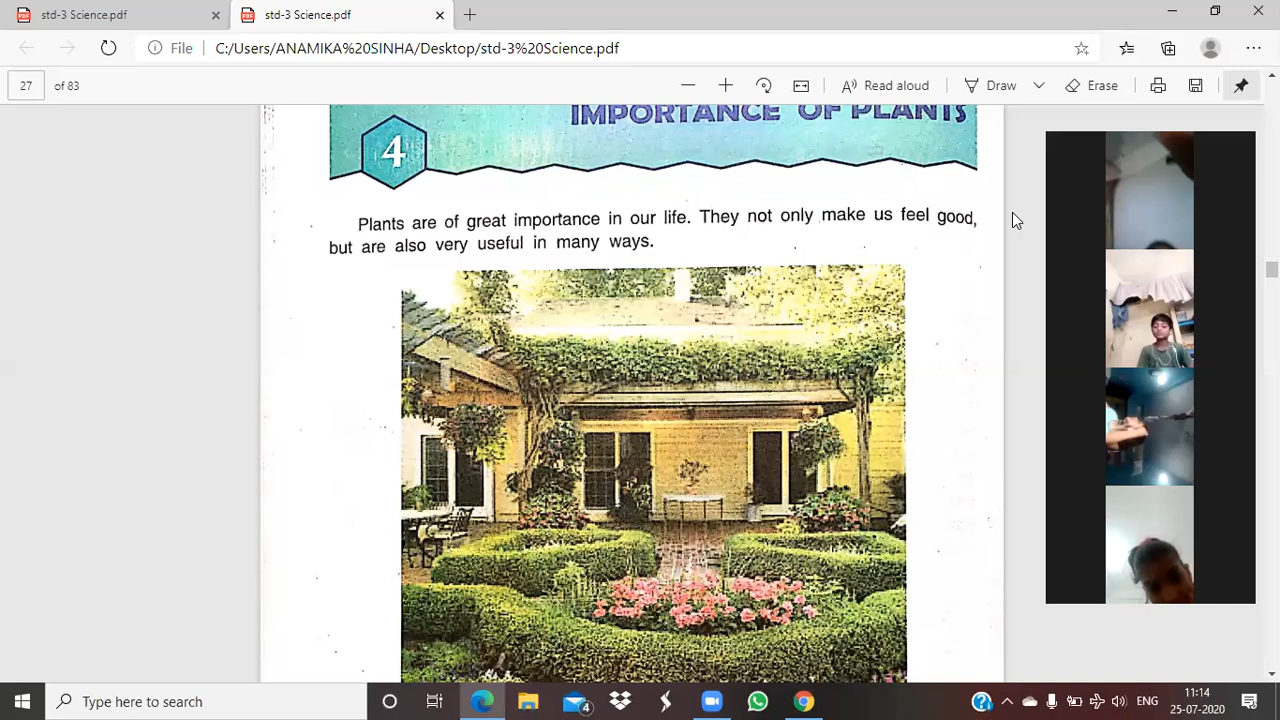 std-3 Science.pdf
std-3 Science.pdf
File
C:/Users/ANAMIKA%20SINHA/Desktop/std-3%20Science.pdf
27 of 83
Read aloud
Draw
Erase
IMPORTANCE OF PLANTS
4
Plants are of great importance in our life. They not only make us feel good,
but are also very useful in many ways.
Type here to search
4
ENG
11:14
25-07-2020